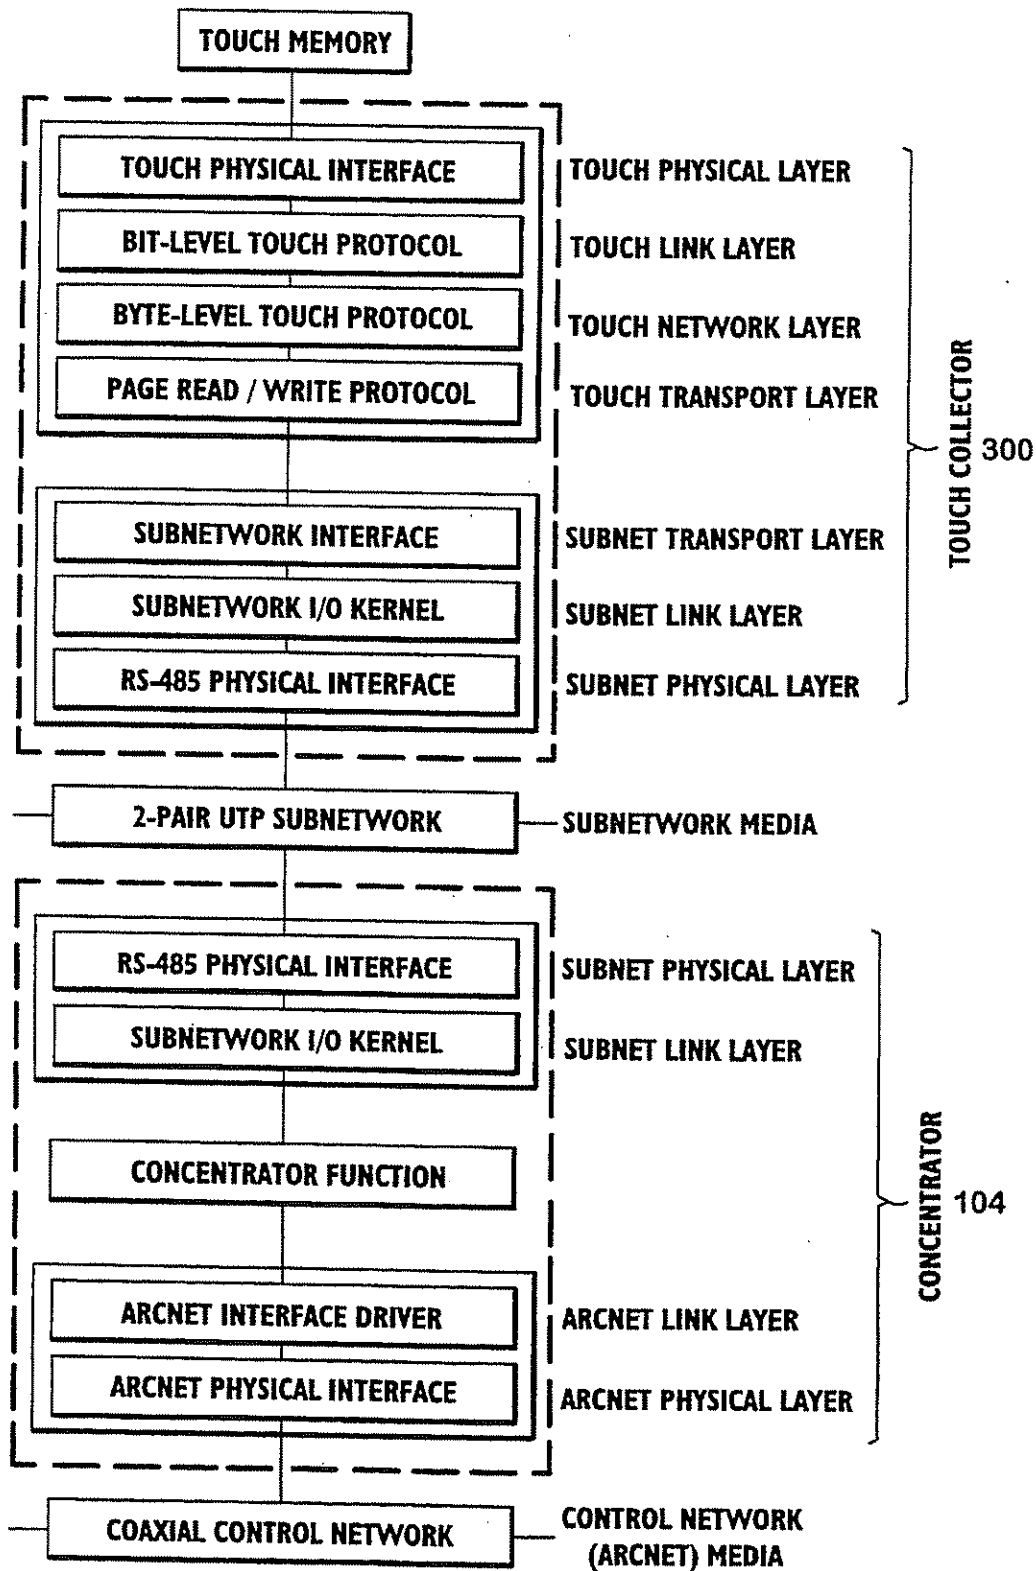 TOUCH MEMORY
TOUCH PHYSICAL INTERFACE
TOUCH PHYSICAL LAYER
BIT-LEVEL TOUCH PROTOCOL
TOUCH LINK LAYER
BYTE-LEVEL TOUCH PROTOCOL
TOUCH NETWORK LAYER
PAGE READ / WRITE PROTOCOL
TOUCH TRANSPORT LAYER
TOUCH COLLECTOR
300
SUBNETWORK INTERFACE
SUBNET TRANSPORT LAYER
SUBNETWORK I/O KERNEL
SUBNET LINK LAYER
RS-485 PHYSICAL INTERFACE
SUBNET PHYSICAL LAYER
2-PAIR UTP SUBNETWORK
SUBNETWORK MEDIA
RS-485 PHYSICAL INTERFACE
SUBNET PHYSICAL LAYER
SUBNETWORK I/O KERNEL
SUBNET LINK LAYER
CONCENTRATOR FUNCTION
CONCENTRATOR
104
ARCNET INTERFACE DRIVER
ARCNET LINK LAYER
ARCNET PHYSICAL INTERFACE
ARCNET PHYSICAL LAYER
COAXIAL CONTROL NETWORK
CONTROL NETWORK
(ARCNET) MEDIA